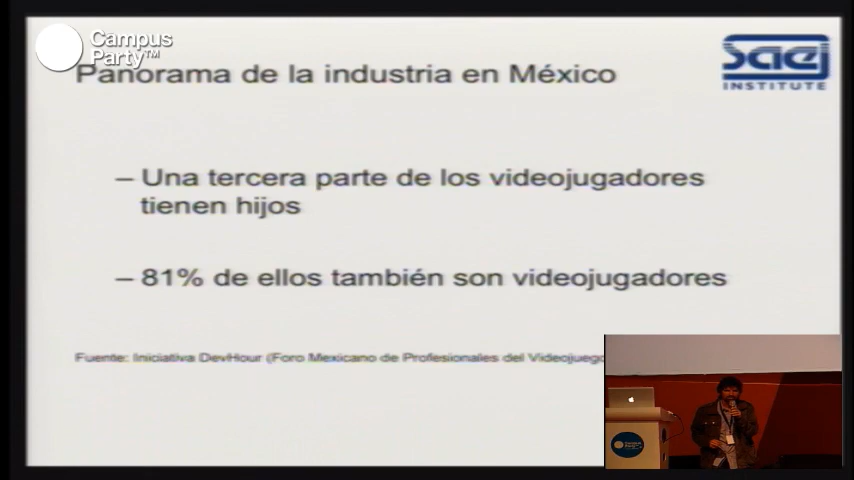 Campus
Party™
Panorama de la industria en México
saej
INSTITUTE
– Una tercera parte de los videojugadores
tienen hijos
– 81% de ellos también son videojugadores
Fuente: Iniciativa DevHour (Foro Mexicano de Profesionales del Videojuego